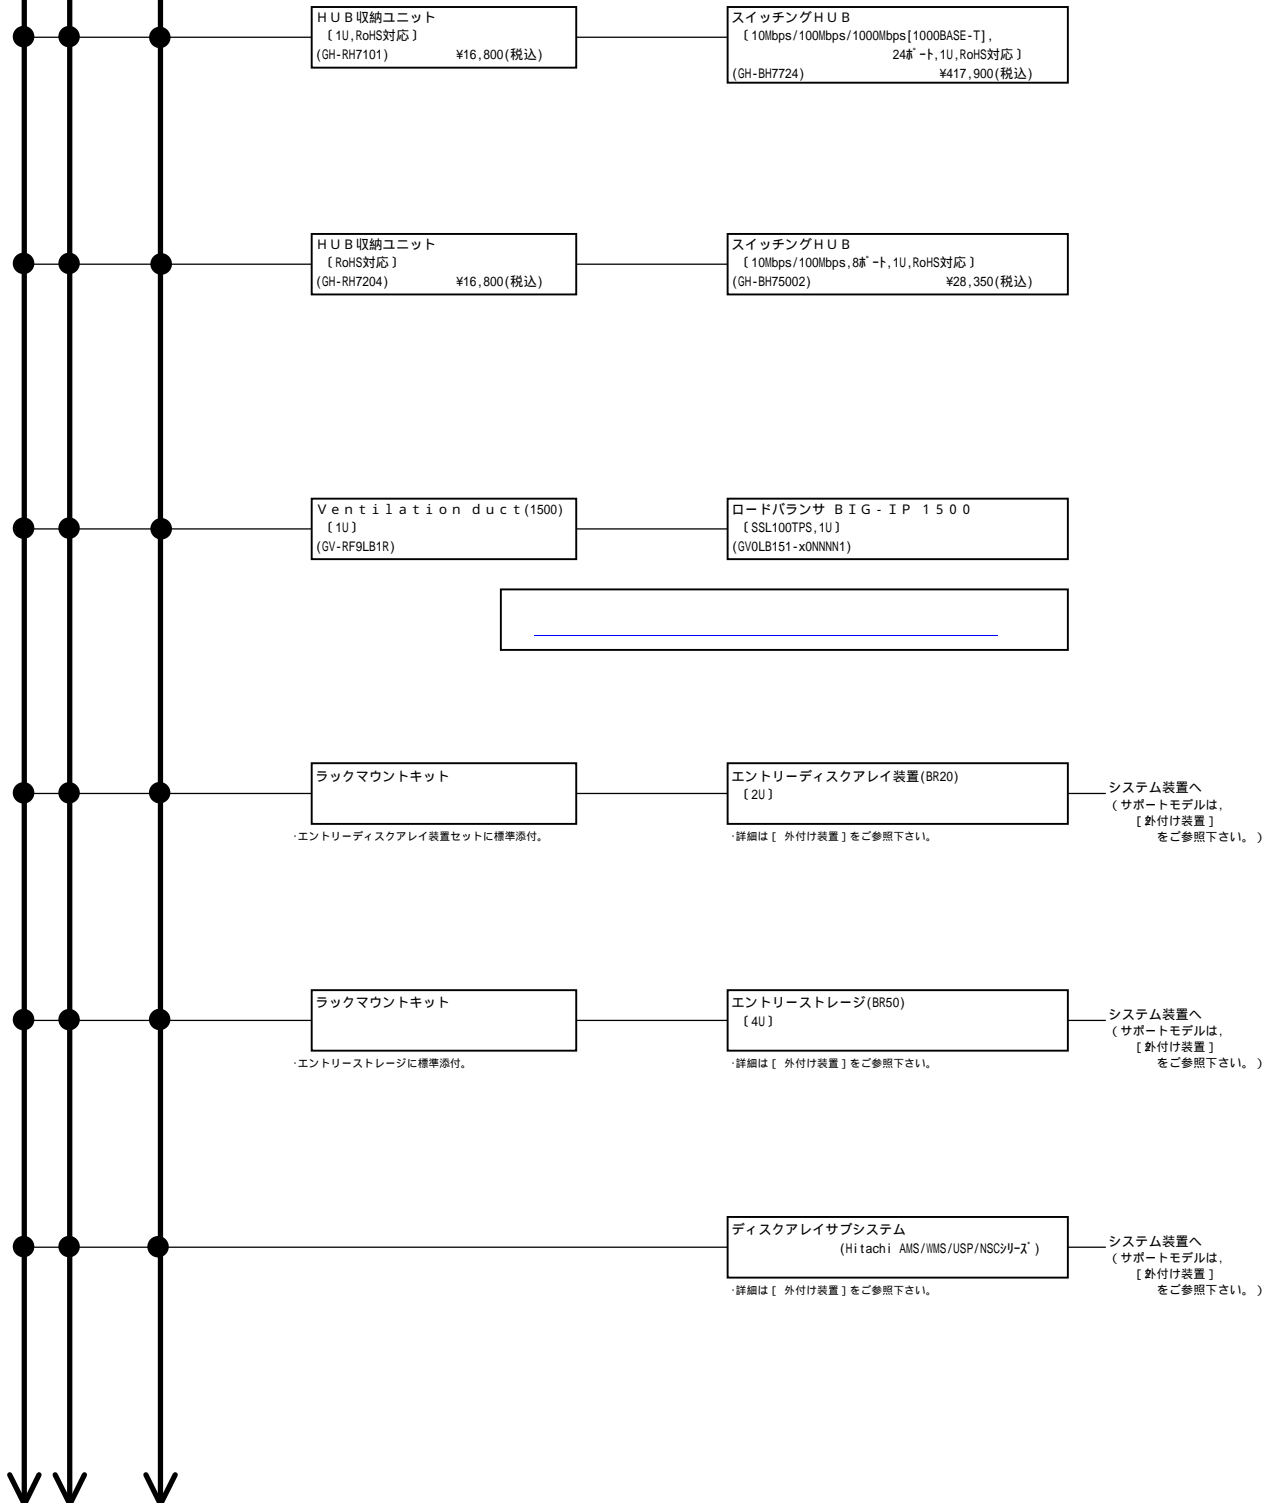 ＨＵＢ収納ユニット
〔1U,RoHS対応〕
(GH-RH7101) ¥16,800(税込)
スイッチングＨＵＢ
〔10Mbps/100Mbps/1000Mbps[1000BASE-T],
24ﾎﾟｰﾄ,1U,RoHS対応〕
(GH-BH7724) ¥417,900(税込)
ＨＵＢ収納ユニット
〔RoHS対応〕
(GH-RH7204) ¥16,800(税込)
スイッチングＨＵＢ
〔10Mbps/100Mbps,8ﾎﾟｰﾄ,1U,RoHS対応〕
(GH-BH75002) ¥28,350(税込)
Ｖｅｎｔｉｌａｔｉｏｎ ｄｕｃｔ(1500)
〔1U〕
(GV-RF9LB1R)
ロードバランサ ＢＩＧ-ＩＰ １５００
〔SSL100TPS,1U〕
(GV0LB151-x0NNNN1)
ラックマウントキット
・エントリーディスクアレイ装置セットに標準添付。
エントリーディスクアレイ装置(BR20)
〔2U〕
・詳細は［ 外付け装置］をご参照下さい。
システム装置へ
（サポートモデルは,
［外付け装置］
をご参照下さい。）
ラックマウントキット
・エントリーストレージに標準添付。
エントリーストレージ(BR50)
〔4U〕
・詳細は［ 外付け装置］をご参照下さい。
システム装置へ
（サポートモデルは,
［外付け装置］
をご参照下さい。）
ディスクアレイサブシステム
(Hitachi AMS/WMS/USP/NSCｼﾘｰｽﾞ)
・詳細は［ 外付け装置］をご参照下さい。
システム装置へ
（サポートモデルは,
［外付け装置］
をご参照下さい。）